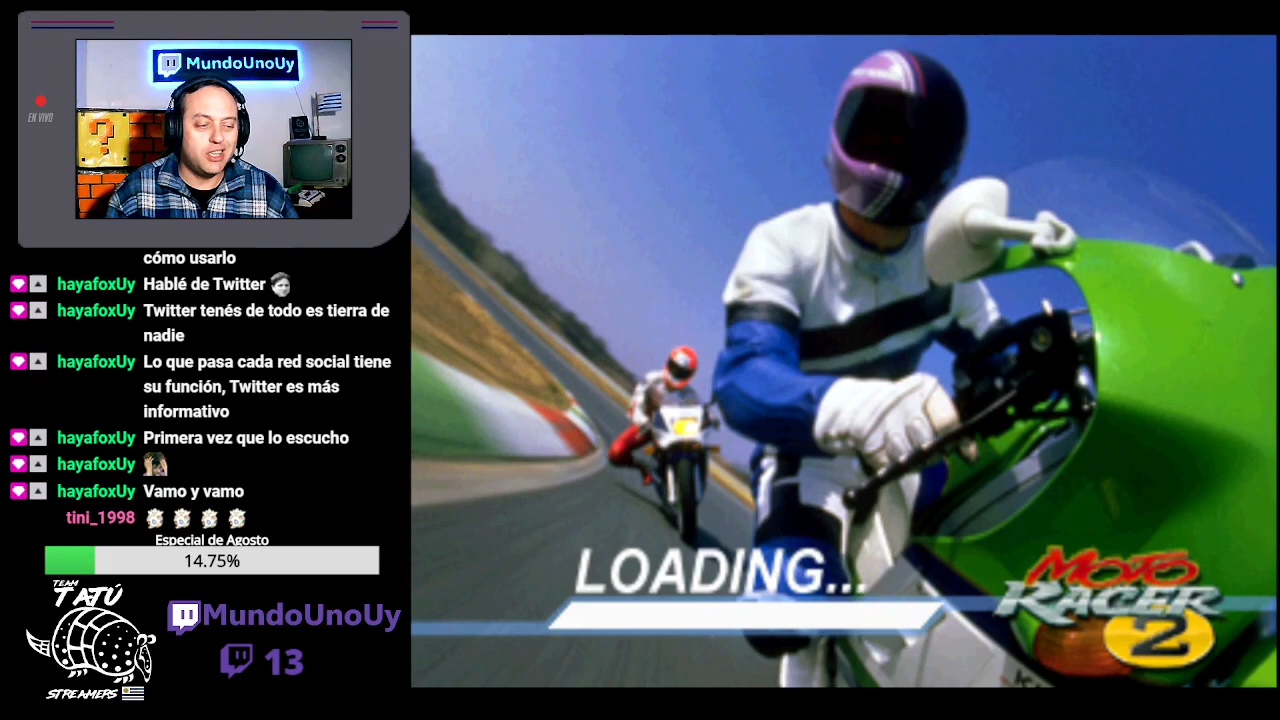 MundoUnoUy
EN VIVO
?
cómo usarlo
hayafoxUy Hablé de Twitter
hayafoxUy Twitter tenés de todo es tierra de
nadie
hayafoxUy Lo que pasa cada red social tiene
su función, Twitter es más
informativo
hayafoxUy Primera vez que lo escucho
hayafoxUy
hayafoxUy Vamo y vamo
tini_1998
Especial de Agosto
14.75%
TEAM
TATÚ
STREAMERS
MundoUnoUy
13
LOADING...
MOTO
RACER
2